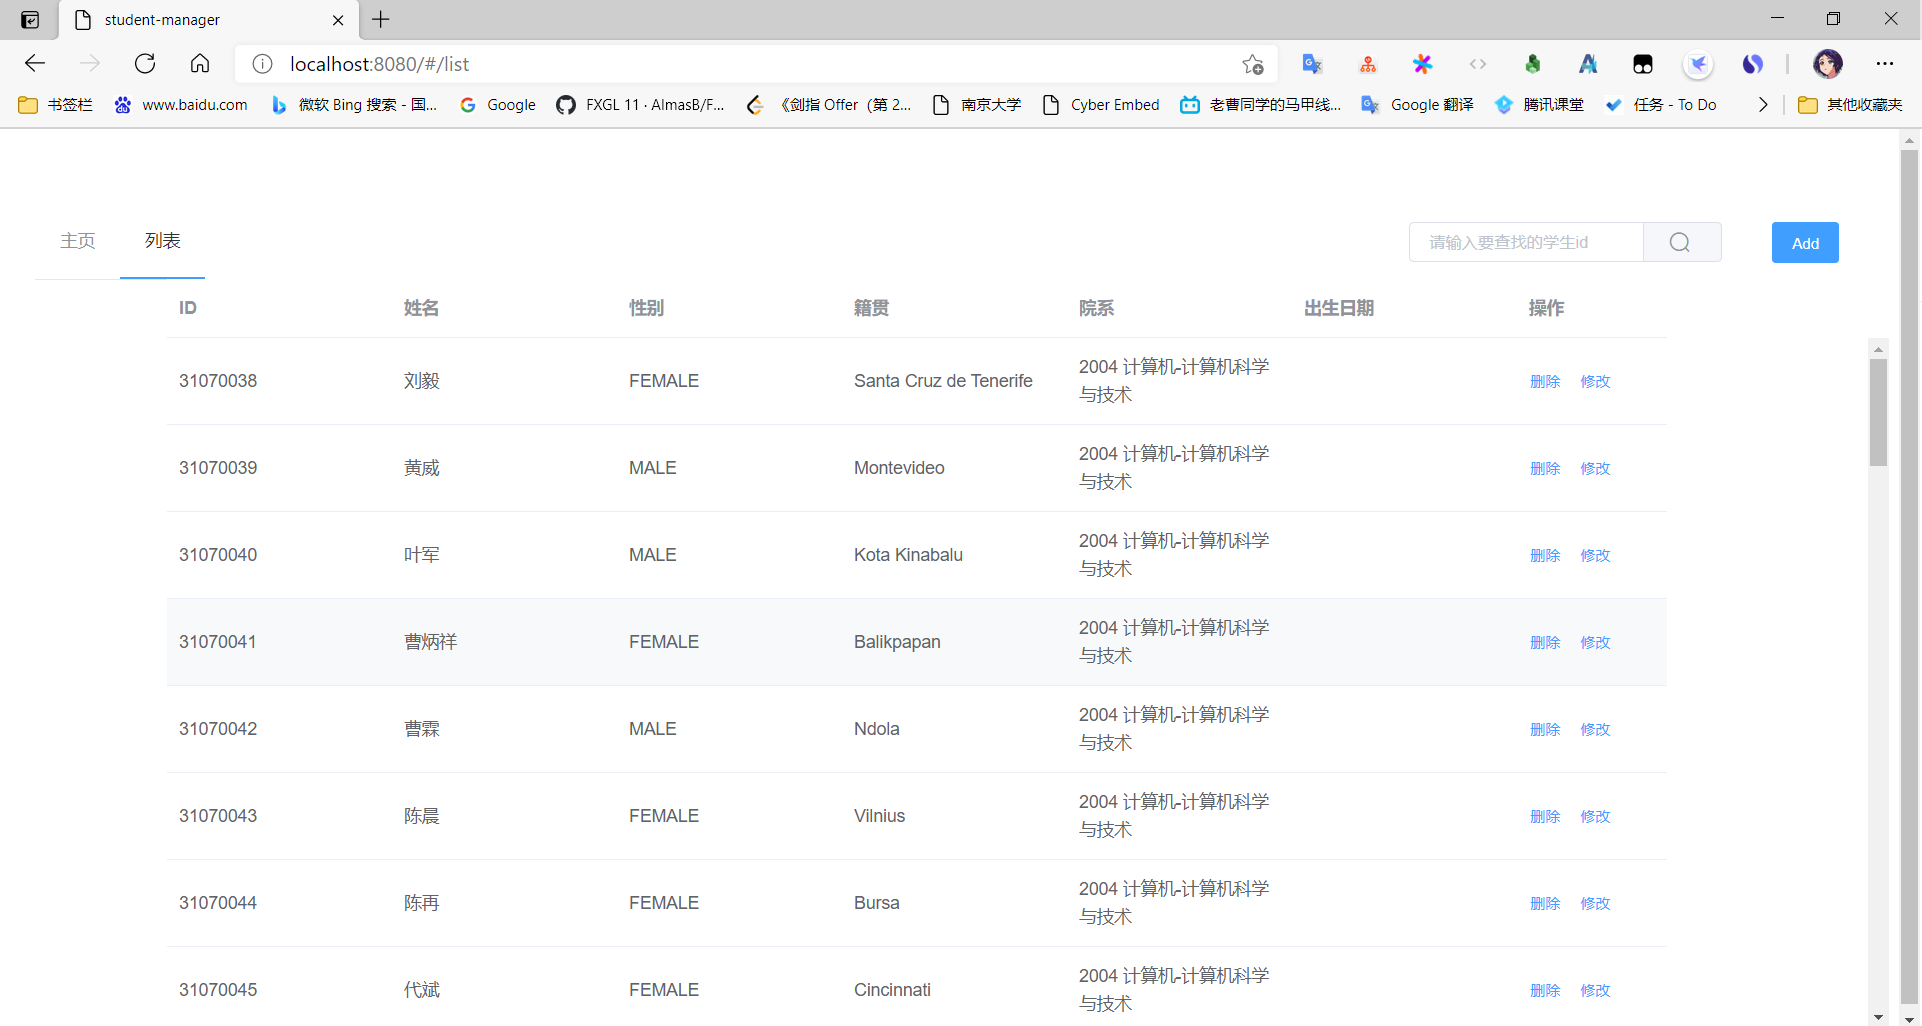 student-manager
localhost:8080/#/list
书签栏 www.baidu.com 微软 Bing 搜索 - 国... Google FXGL 11 · AlmasB/F... 《剑指 Offer（第 2... 南京大学 Cyber Embed 老曹同学的马甲线... Google 翻译 腾讯课堂 任务 - To Do 其他收藏夹
主页 列表 请输入要查找的学生id Add
ID 姓名 性别 籍贯 院系 出生日期 操作
31070038 刘毅 FEMALE Santa Cruz de Tenerife 2004 计算机-计算机科学 删除 修改
与技术
31070039 黄威 MALE Montevideo 2004 计算机-计算机科学 删除 修改
与技术
31070040 叶军 MALE Kota Kinabalu 2004 计算机-计算机科学 删除 修改
与技术
31070041 曹炳祥 FEMALE Balikpapan 2004 计算机-计算机科学 删除 修改
与技术
31070042 曹霖 MALE Ndola 2004 计算机-计算机科学 删除 修改
与技术
31070043 陈晨 FEMALE Vilnius 2004 计算机-计算机科学 删除 修改
与技术
31070044 陈再 FEMALE Bursa 2004 计算机-计算机科学 删除 修改
与技术
31070045 代斌 FEMALE Cincinnati 2004 计算机-计算机科学 删除 修改
与技术